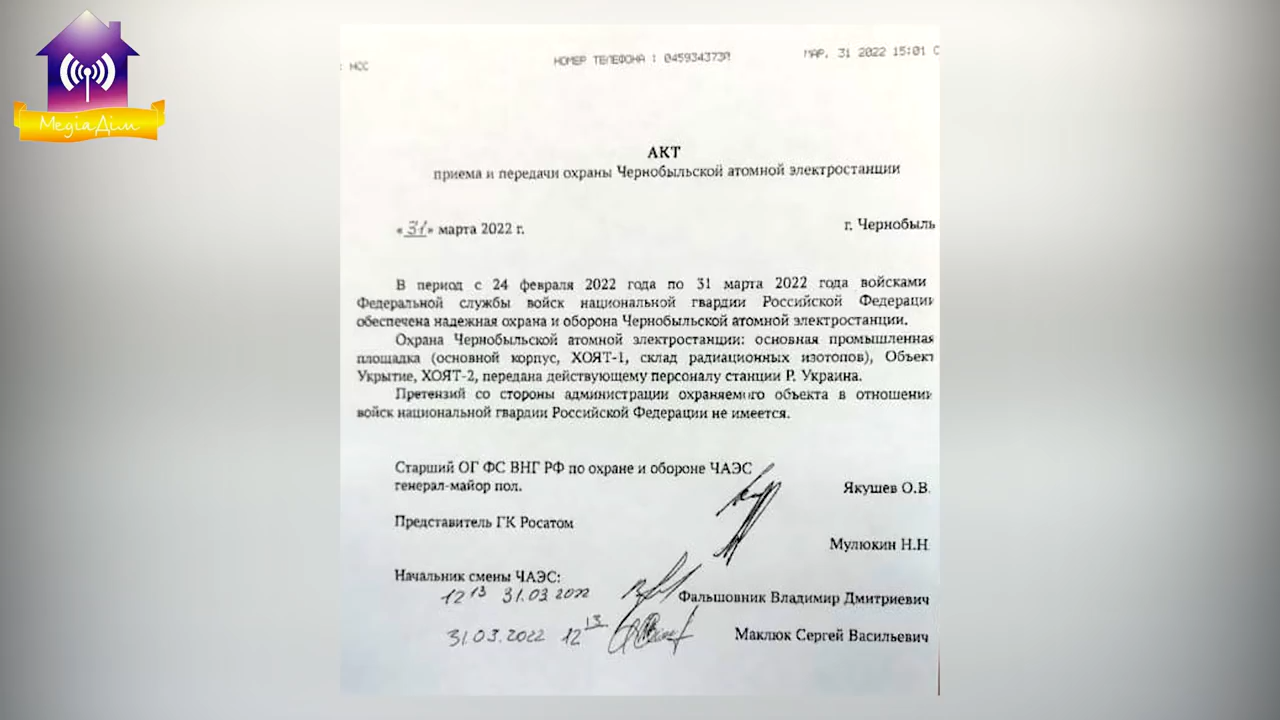 МедіаДім
: НСС НОМЕР ТЕЛЕФОНА : 0459343730 МАР. 31 2022 15:01 С
АКТ
приема и передачи охраны Чернобыльской атомной электростанции
«31» марта 2022 г. г. Чернобыль
В период с 24 февраля 2022 года по 31 марта 2022 года войсками
Федеральной службы войск национальной гвардии Российской Федерации
обеспечена надежная охрана и оборона Чернобыльской атомной электростанции.
Охрана Чернобыльской атомной электростанции: основная промышленная
площадка (основной корпус, ХОЯТ-1, склад радиационных изотопов), Объект
Укрытие, ХОЯТ-2, передана действующему персоналу станции Р. Украина.
Претензий со стороны администрации охраняемого объекта в отношении
войск национальной гвардии Российской Федерации не имеется.
Старший ОГ ФС ВНГ РФ по охране и обороне ЧАЭС
генерал-майор пол. Якушев О.В.
Представитель ГК Росатом
Мулюкин Н.Н
Начальник смены ЧАЭС:
12 13 31.03.2022 Фальшовник Владимир Дмитриевич
31.03.2022 12 13 Маклюк Сергей Васильевич